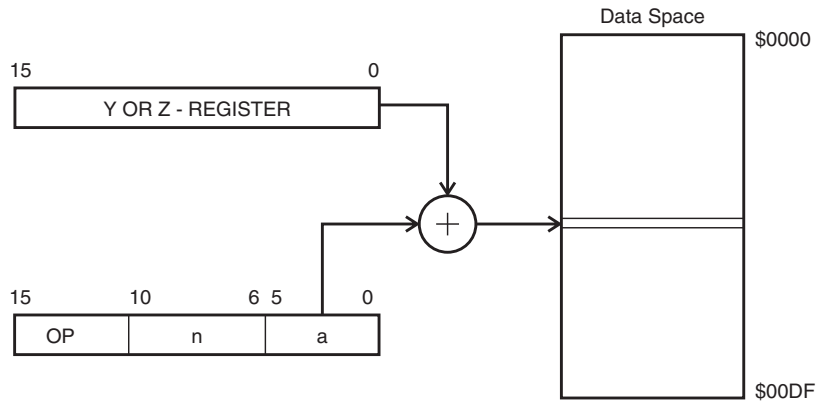 Data Space
$0000
15 0
Y OR Z - REGISTER
+
15 10 6 5 0
OP n a
$00DF